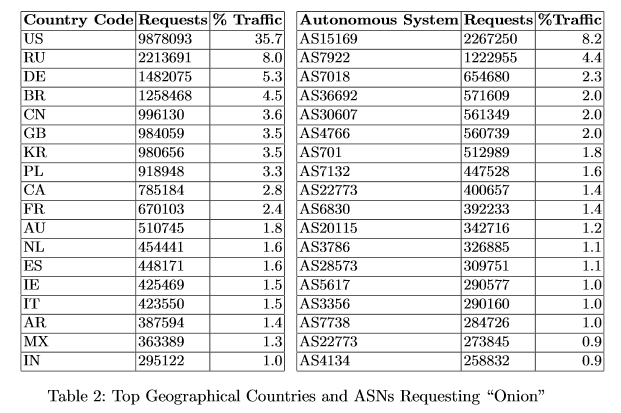 Country Code Requests % Traffic Autonomous System Requests %Traffic
US 9878093 35.7 AS15169 2267250 8.2
RU 2213691 8.0 AS7922 1222955 4.4
DE 1482075 5.3 AS7018 654680 2.3
BR 1258468 4.5 AS36692 571609 2.0
CN 996130 3.6 AS30607 561349 2.0
GB 984059 3.5 AS4766 560739 2.0
KR 980656 3.5 AS701 512989 1.8
PL 918948 3.3 AS7132 447528 1.6
CA 785184 2.8 AS22773 400657 1.4
FR 670103 2.4 AS6830 392233 1.4
AU 510745 1.8 AS20115 342716 1.2
NL 454441 1.6 AS3786 326885 1.1
ES 448171 1.6 AS28573 309751 1.1
IE 425469 1.5 AS5617 290577 1.0
IT 423550 1.5 AS3356 290160 1.0
AR 387594 1.4 AS7738 284726 1.0
MX 363389 1.3 AS22773 273845 0.9
IN 295122 1.0 AS4134 258832 0.9
Table 2: Top Geographical Countries and ASNs Requesting “Onion”